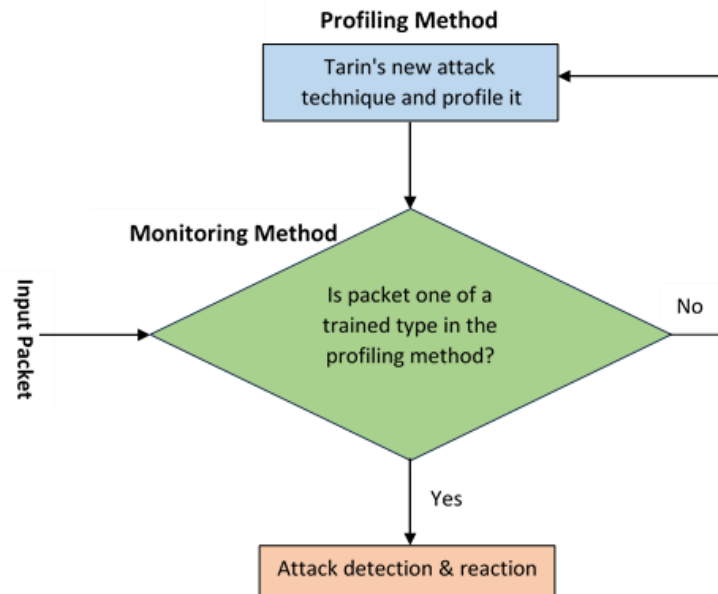 Profiling Method
Tarin's new attack
technique and profile it
Monitoring Method
Input Packet
Is packet one of a
trained type in the
profiling method?
No
Yes
Attack detection & reaction